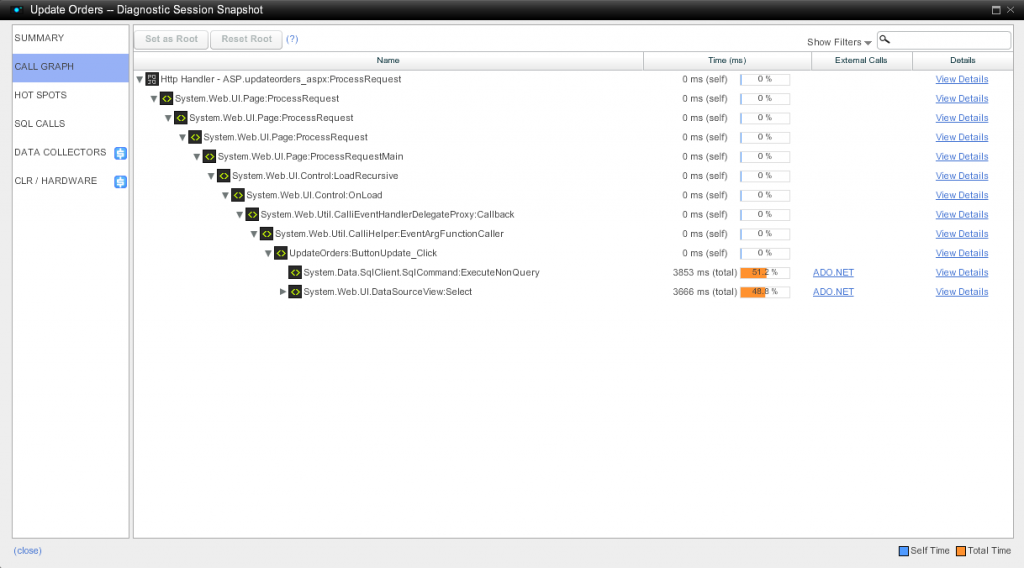 Update Orders -- Diagnostic Session Snapshot
SUMMARY
CALL GRAPH
HOT SPOTS
SQL CALLS
DATA COLLECTORS
CLR / HARDWARE
Set as Root Reset Root (?) Show Filters
Name Time (ms) External Calls Details
Http Handler - ASP.updateorders_aspx:ProcessRequest 0 ms (self) 0 % View Details
System.Web.UI.Page:ProcessRequest 0 ms (self) 0 % View Details
System.Web.UI.Page:ProcessRequest 0 ms (self) 0 % View Details
System.Web.UI.Page:ProcessRequest 0 ms (self) 0 % View Details
System.Web.UI.Page:ProcessRequestMain 0 ms (self) 0 % View Details
System.Web.UI.Control:LoadRecursive 0 ms (self) 0 % View Details
System.Web.UI.Control:OnLoad 0 ms (self) 0 % View Details
System.Web.Util.CalliEventHandlerDelegateProxy:Callback 0 ms (self) 0 % View Details
System.Web.Util.CalliHelper:EventArgFunctionCaller 0 ms (self) 0 % View Details
UpdateOrders:ButtonUpdate_Click 0 ms (self) 0 % View Details
System.Data.SqlClient.SqlCommand:ExecuteNonQuery 3853 ms (total) 51.2 % ADO.NET View Details
System.Web.UI.DataSourceView:Select 3666 ms (total) 48.8 % ADO.NET View Details
(close) Self Time Total Time